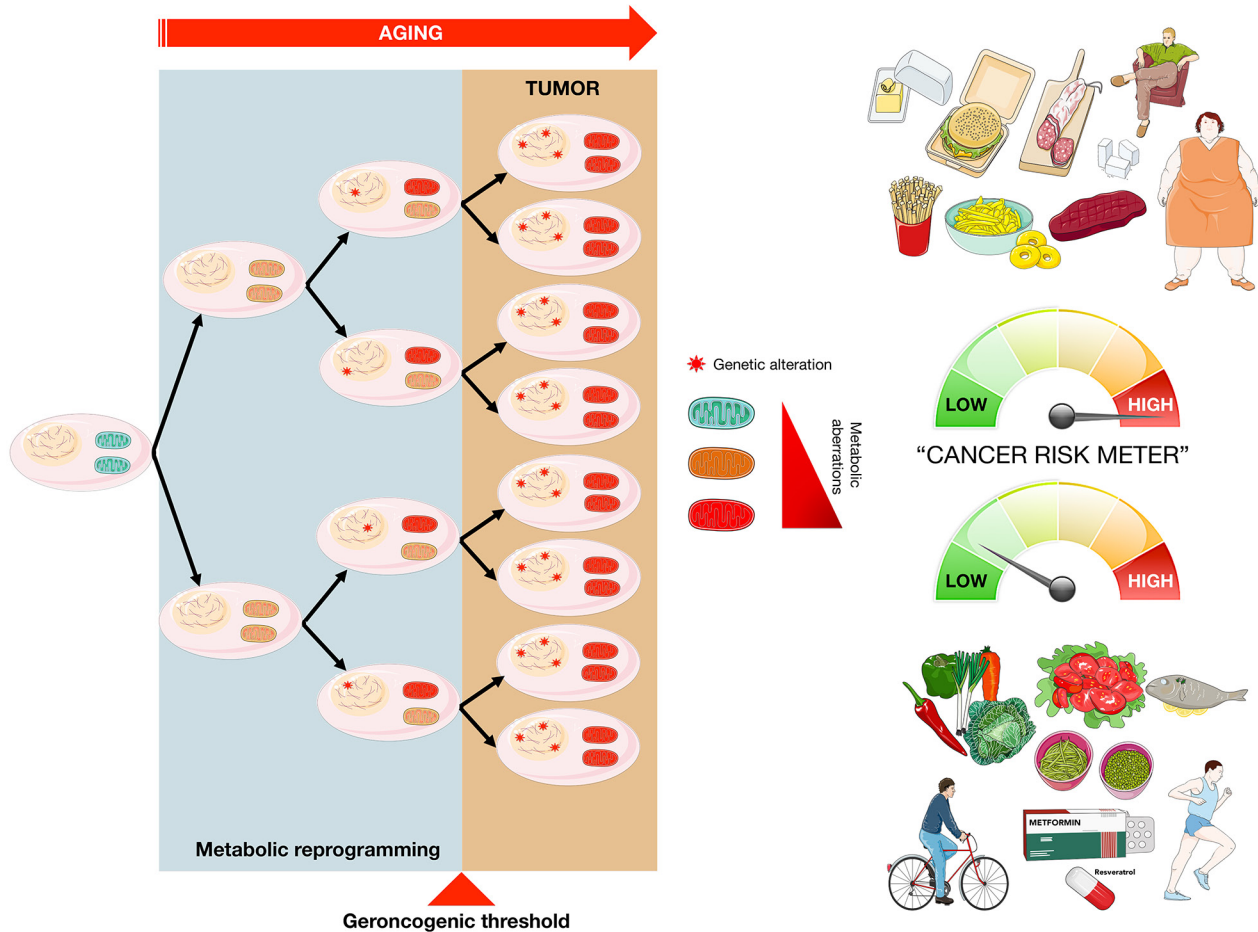 AGING
TUMOR
Metabolic reprogramming
Geroncogenic threshold
Genetic alteration
Metabolic
aberrations
LOW
HIGH
“CANCER RISK METER”
LOW
HIGH
METFORMIN
Resveratrol